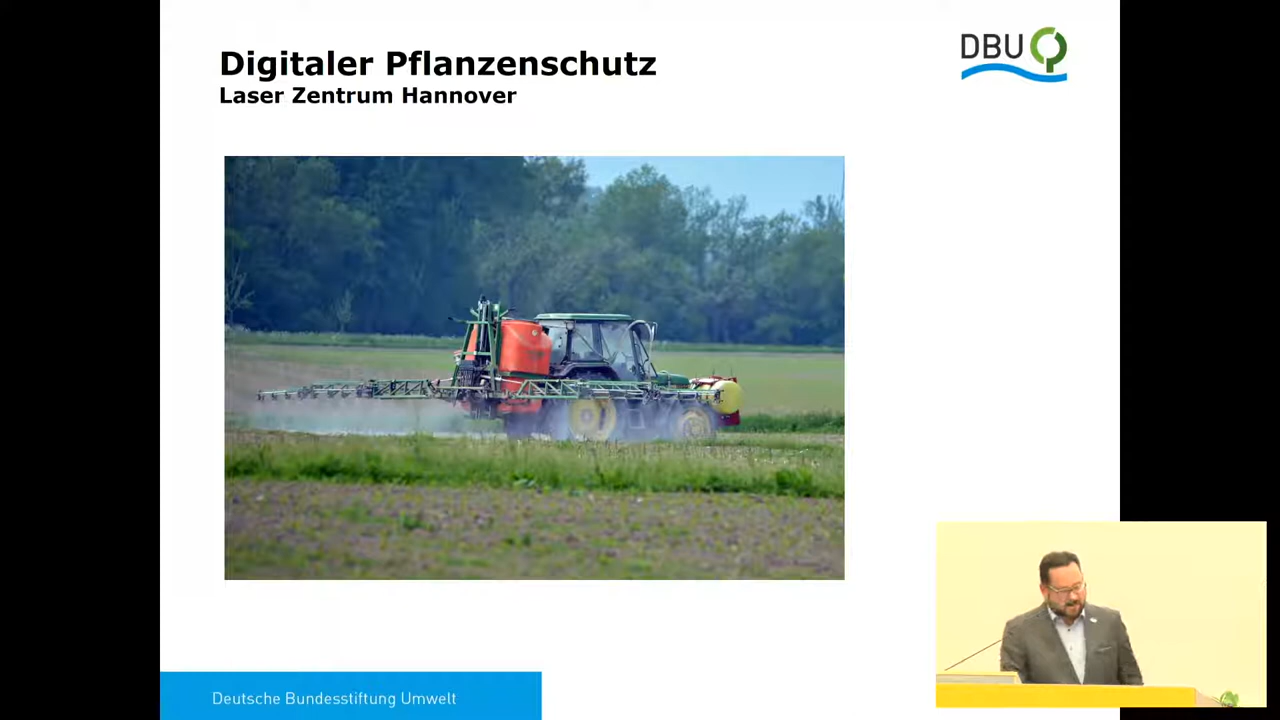 Digitaler Pflanzenschutz
Laser Zentrum Hannover
DBU
Deutsche Bundesstiftung Umwelt